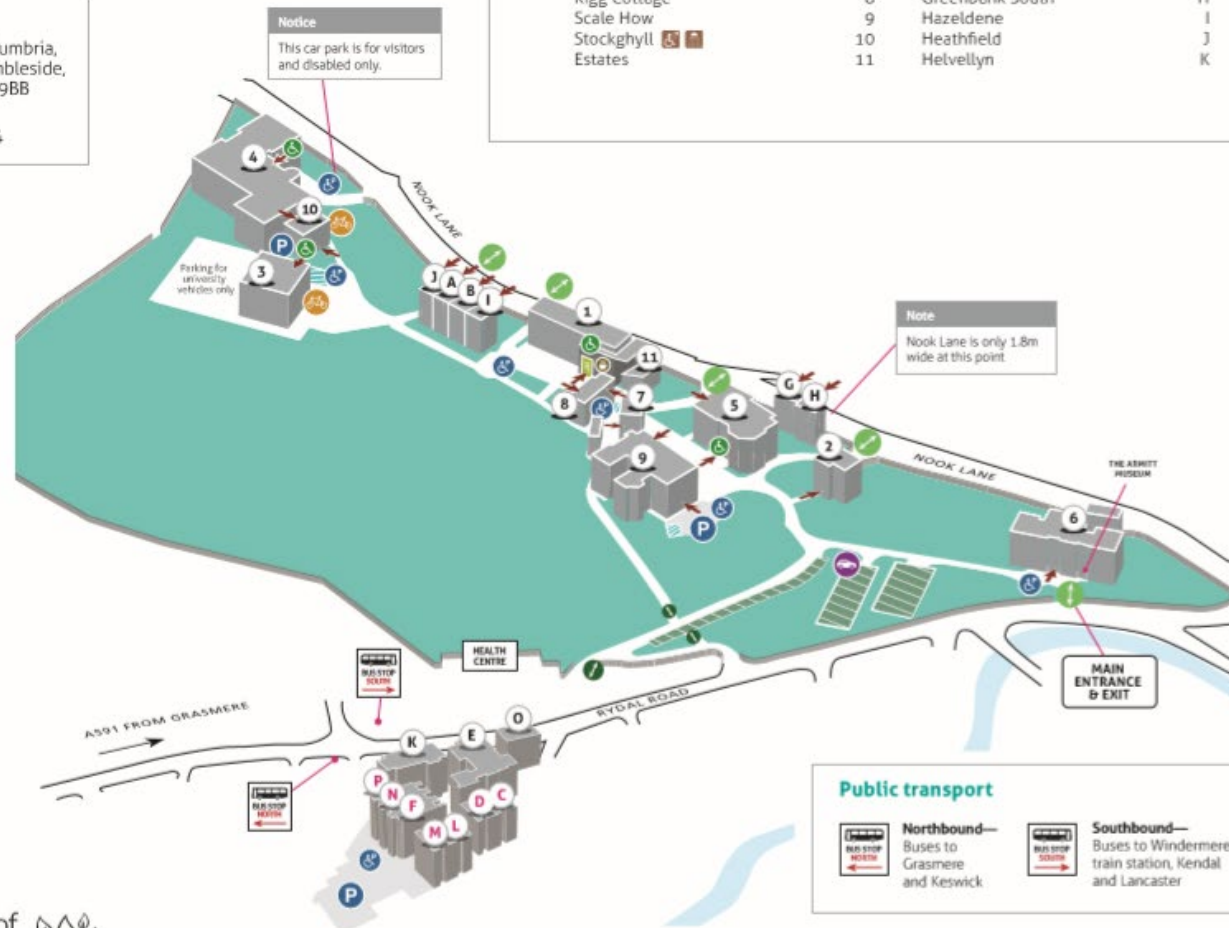 Notice
This car park is for visitors
and disabled only.
umbria,
mbleside,
9BB
Rigg Cottage 8 Greenbank South H
Scale How 9 Hazeldene I
Stockghyll 10 Heathfield J
Estates 11 Helvellyn K
4
10
P
3
Parking for
university
vehicles only
NOOK LANE
J
A
B
I
1
11
8
7
5
9
P
G
H
2
Note
Nook Lane is only 1.8m
wide at this point
NOOK LANE
THE ARMITT
MUSEUM
6
MAIN
ENTRANCE
& EXIT
HEALTH
CENTRE
BUS STOP
SOUTH
A591 FROM GRASMERE
RYDAL ROAD
BUS STOP
NORTH
K
E
O
P
N
F
D
C
M
L
P
Public transport
BUS STOP
NORTH
Northbound—
Buses to
Grasmere
and Keswick
BUS STOP
SOUTH
Southbound—
Buses to Windermere
train station, Kendal
and Lancaster
of